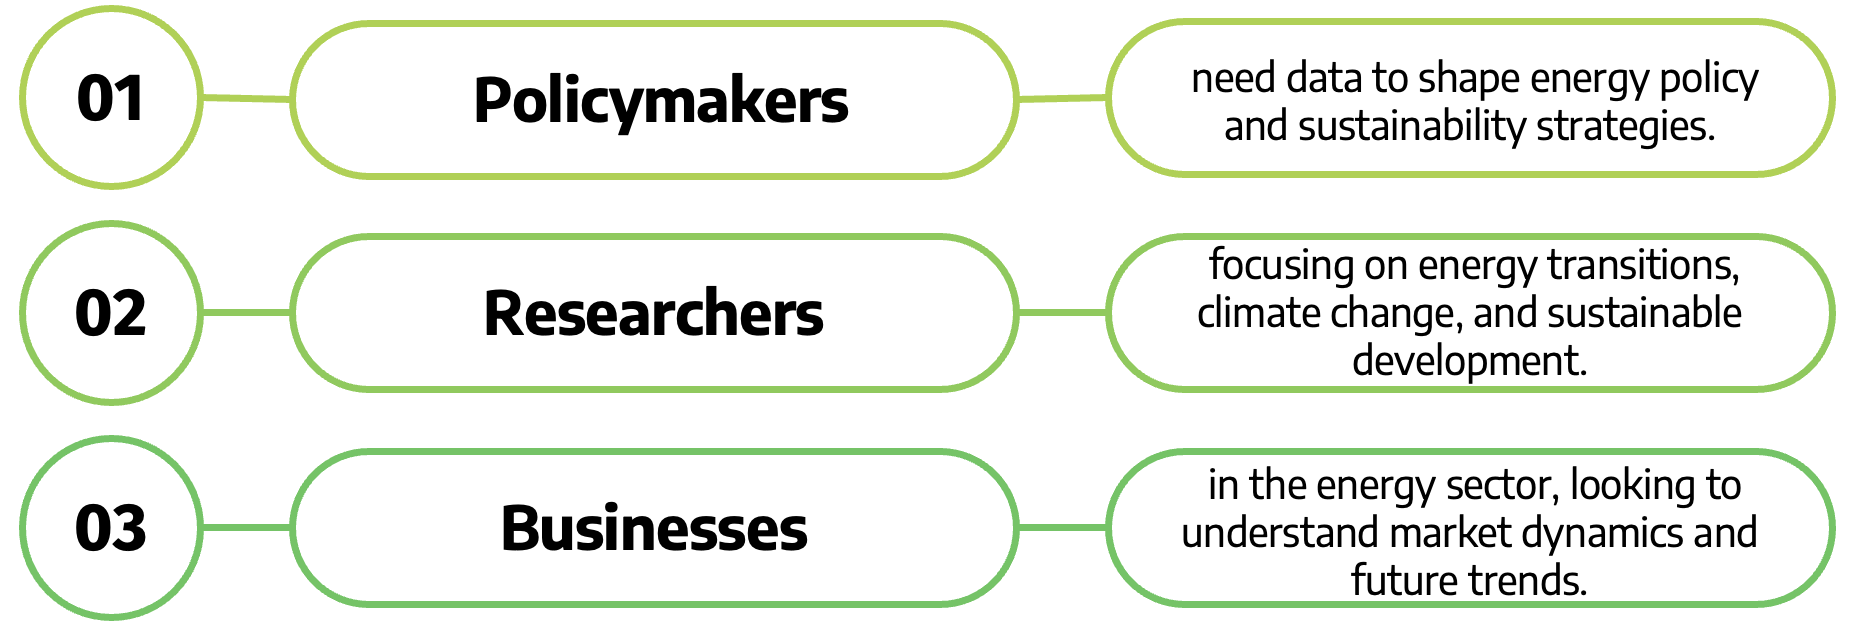 01
Policymakers
need data to shape energy policy
and sustainability strategies.
02
Researchers
focusing on energy transitions,
climate change, and sustainable
development.
03
Businesses
in the energy sector, looking to
understand market dynamics and
future trends.